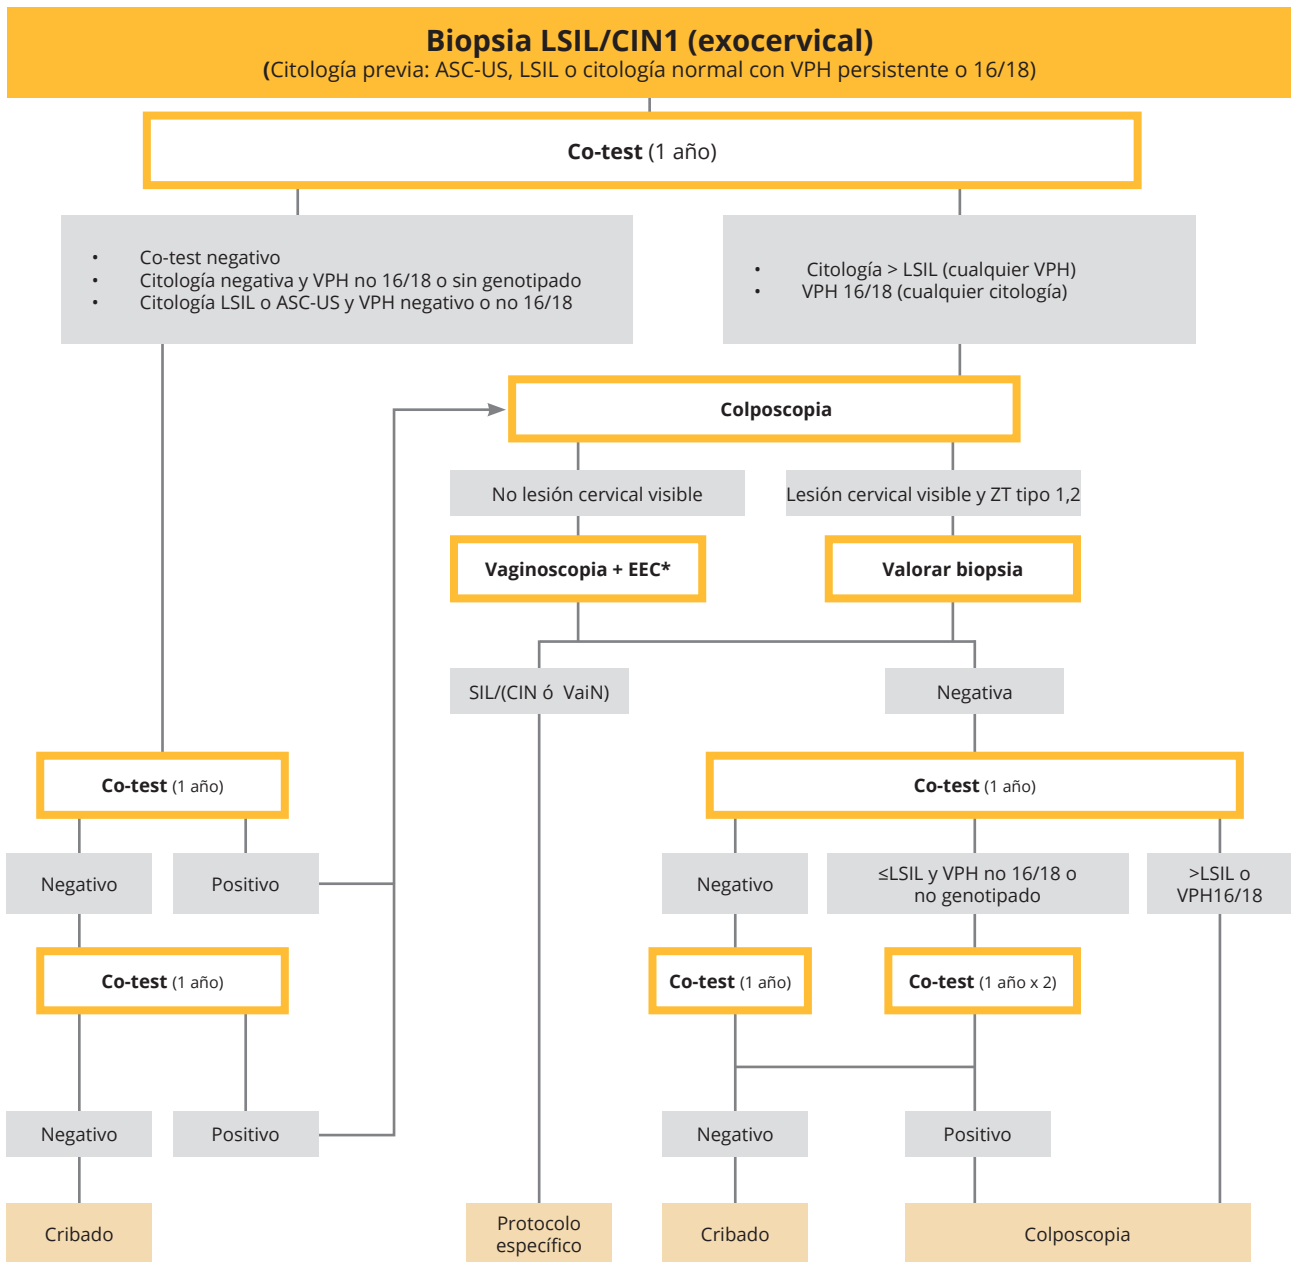 Biopsia LSIL/CIN1 (exocervical)
(Citología previa: ASC-US, LSIL o citología normal con VPH persistente o 16/18)
Co-test (1 año)
• Co-test negativo
• Citología negativa y VPH no 16/18 o sin genotipado
• Citología LSIL o ASC-US y VPH negativo o no 16/18
• Citología > LSIL (cualquier VPH)
• VPH 16/18 (cualquier citología)
Colposcopia
No lesión cervical visible
Lesión cervical visible y ZT tipo 1,2
Vaginoscopia + EEC*
Valorar biopsia
SIL/(CIN ó VaiN)
Negativa
Co-test (1 año)
Co-test (1 año)
Negativo
Positivo
Negativo
≤LSIL y VPH no 16/18 o
no genotipado
>LSIL o
VPH16/18
Co-test (1 año)
Co-test (1 año)
Co-test (1 año x 2)
Negativo
Positivo
Negativo
Positivo
Cribado
Protocolo
específico
Cribado
Colposcopia